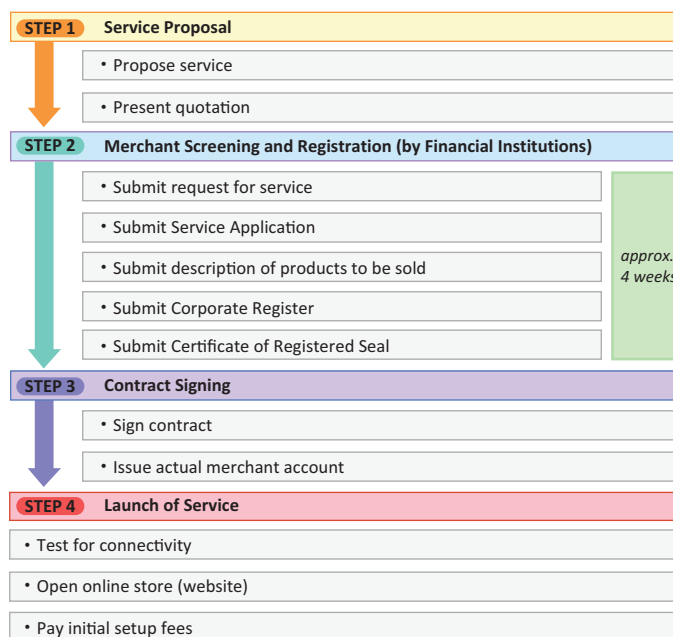 STEP 1 Service Proposal
• Propose service
• Present quotation
STEP 2 Merchant Screening and Registration (by Financial Institutions)
• Submit request for service
• Submit Service Application
• Submit description of products to be sold
• Submit Corporate Register
• Submit Certificate of Registered Seal
approx.
4 weeks
STEP 3 Contract Signing
• Sign contract
• Issue actual merchant account
STEP 4 Launch of Service
• Test for connectivity
• Open online store (website)
• Pay initial setup fees